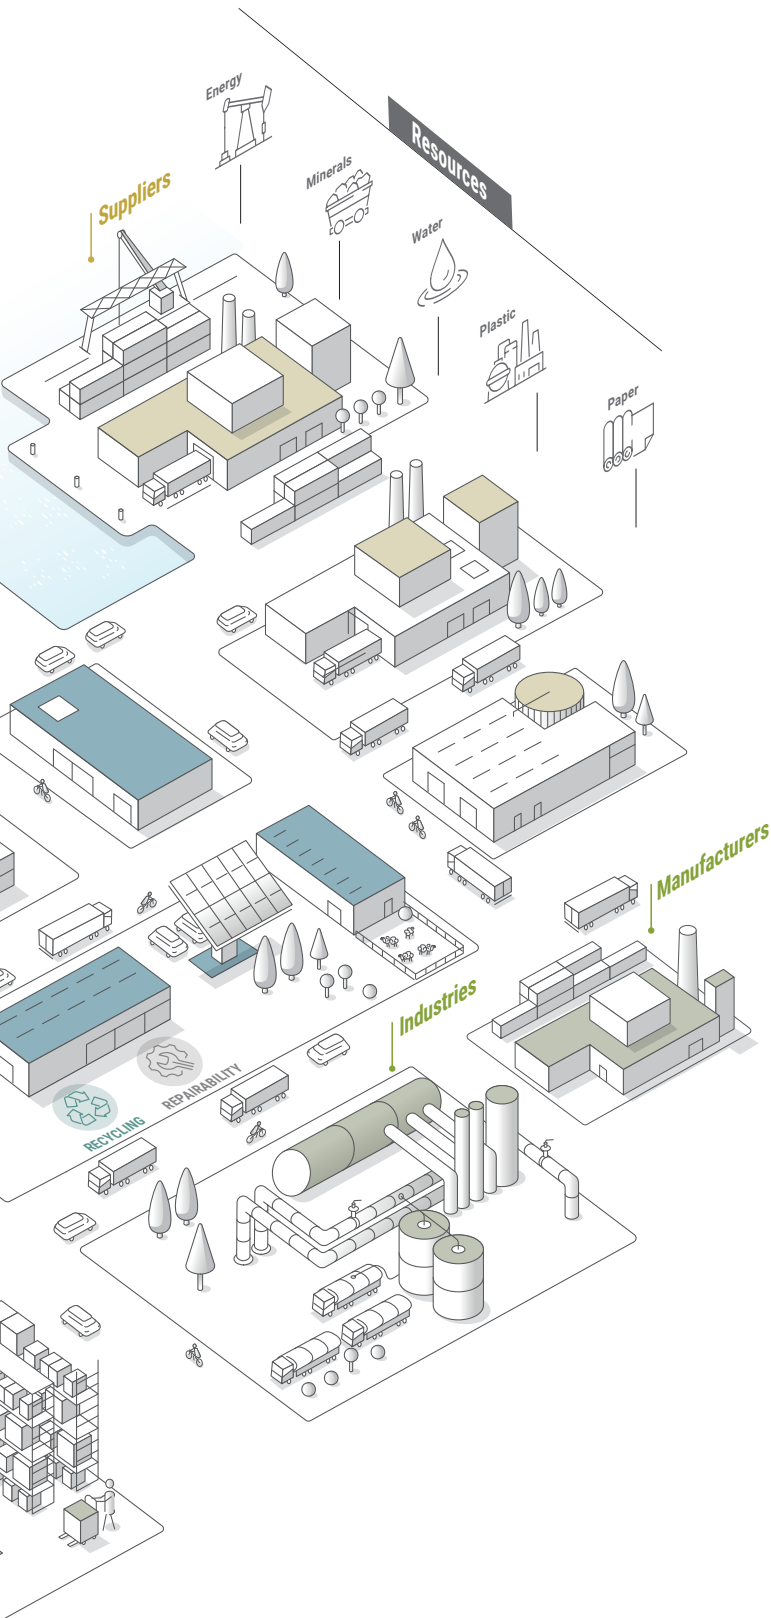 Energy
Resources
Minerals
Suppliers
Water
Plastic
Paper
Manufacturers
Industries
REPAIRABILITY
RECYCLING